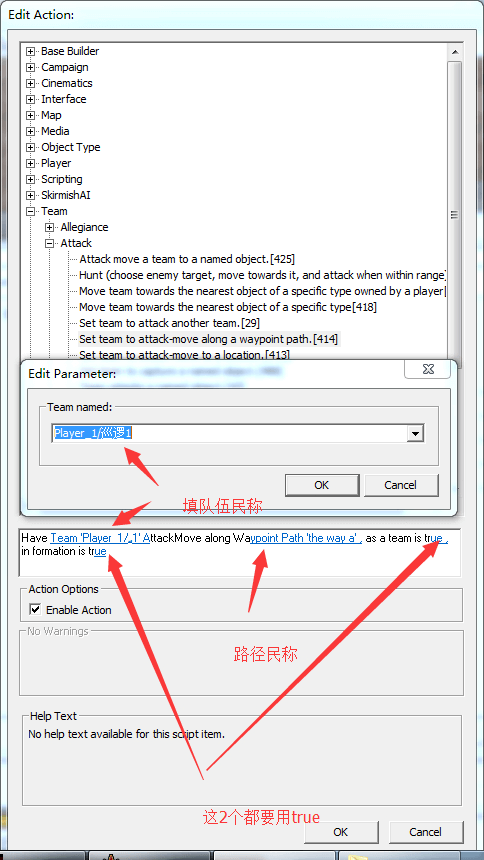 Edit Action:
Base Builder
Campaign
Cinematics
Interface
Map
Media
Object Type
Player
Scripting
SkirmishAI
Team
Allegiance
Attack
Attack move a team to a named object.[425]
Hunt (choose enemy target, move towards it, and attack when within range)
Move team towards the nearest object of a specific type owned by a player[
Move team towards the nearest object of a specific type[418]
Set team to attack another team.[29]
Set team to attack-move along a waypoint path.[414]
Set team to attack-move to a location.[413]
Edit Parameter:
Team named:
Player_1/巡逻1
OK
Cancel
填队伍民称
Have Team 'Player_1/_1' AttackMove along Waypoint Path 'the way a' , as a team is true ,
in formation is true
Action Options
Enable Action
No Warnings
路径民称
Help Text
No help text available for this script item.
这2个都要用true
OK
Cancel